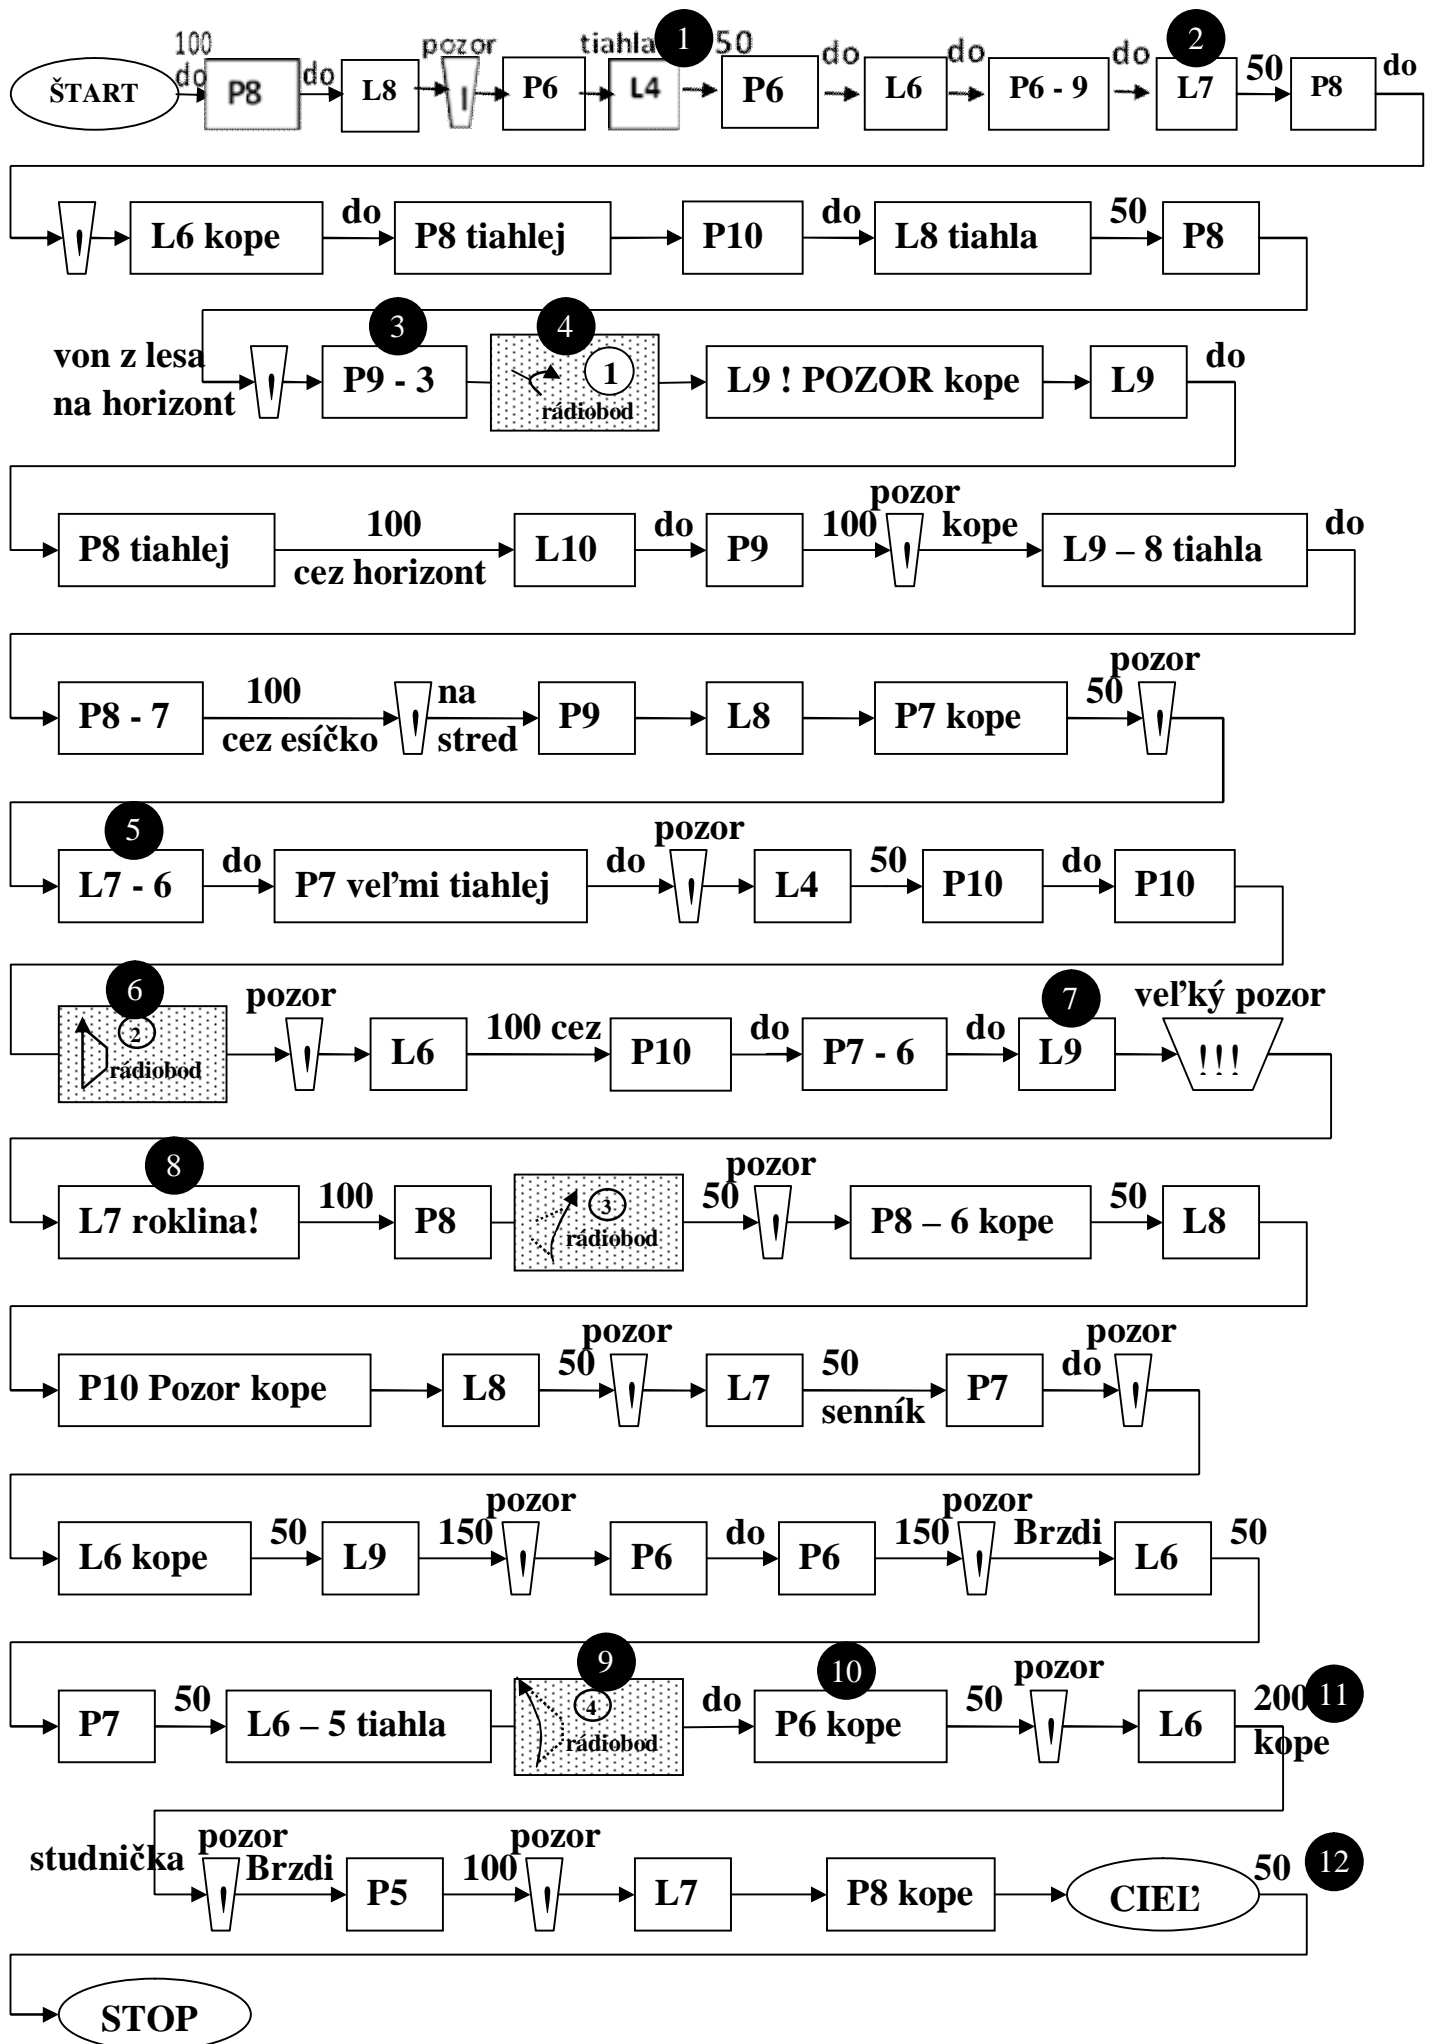 100 pozor tiahla 1 50 do do do 2
ŠTART do P8 do L8 ! P6 L4 P6 L6 P6 - 9 L7 50 P8 do
! L6 kope do P8 tiahlej P10 do L8 tiahla 50 P8
3 4
von z lesa ! P9 - 3 1 L9 ! POZOR kope L9 do
na horizont rádiobod
pozor
P8 tiahlej 100 L10 do P9 100 ! kope L9 – 8 tiahla do
cez horizont
pozor
P8 - 7 100 ! na P9 L8 P7 kope 50 !
cez esíčko stred
5 pozor
L7 - 6 do P7 veľmi tiahlej do ! L4 50 P10 do P10
6 pozor 7 veľký pozor
2 ! L6 100 cez P10 do P7 - 6 do L9 !!!
rádiobod
8 pozor
L7 roklina! 100 P8 3 50 ! P8 – 6 kope 50 L8
rádiobod
pozor pozor
P10 Pozor kope L8 50 ! L7 50 P7 do !
senník
pozor pozor
L6 kope 50 L9 150 ! P6 do P6 150 ! Brzdi L6 50
9 10 pozor
P7 50 L6 – 5 tiahla 4 do P6 kope 50 ! L6 200 11
rádiobod kope
studnička pozor pozor
! Brzdi P5 100 ! L7 P8 kope CIEĽ 50 12
STOP